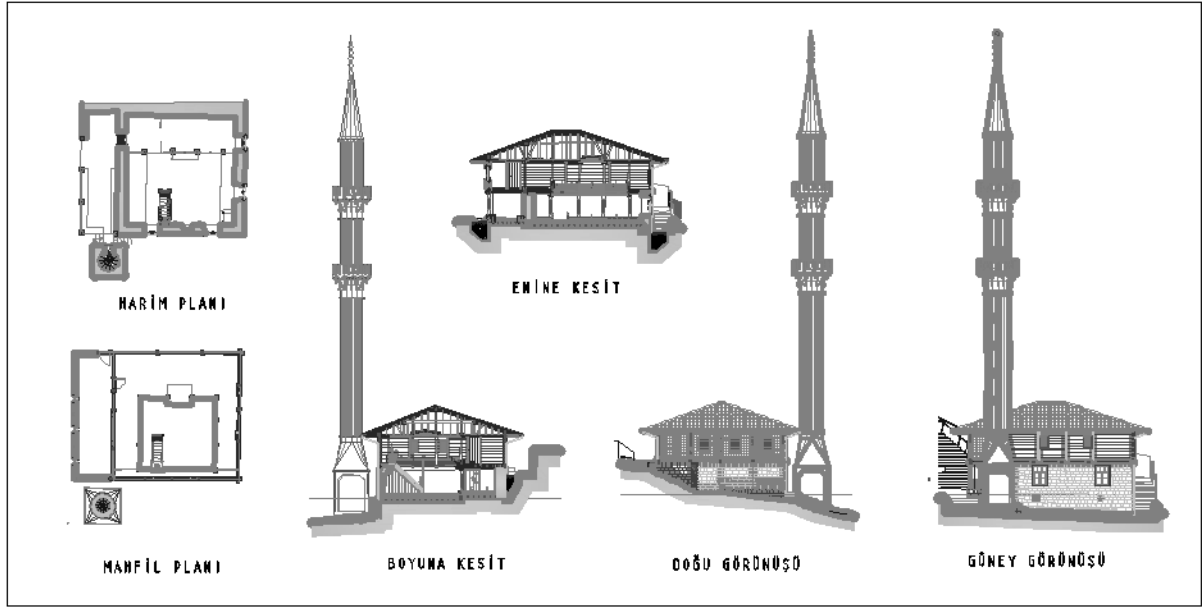 HARİM PLANI
ENİNE KESİT
MAHFİL PLANI
BOYUNA KESİT
DOĞU GÖRÜNÜŞÜ
GÜNEY GÖRÜNÜŞÜ